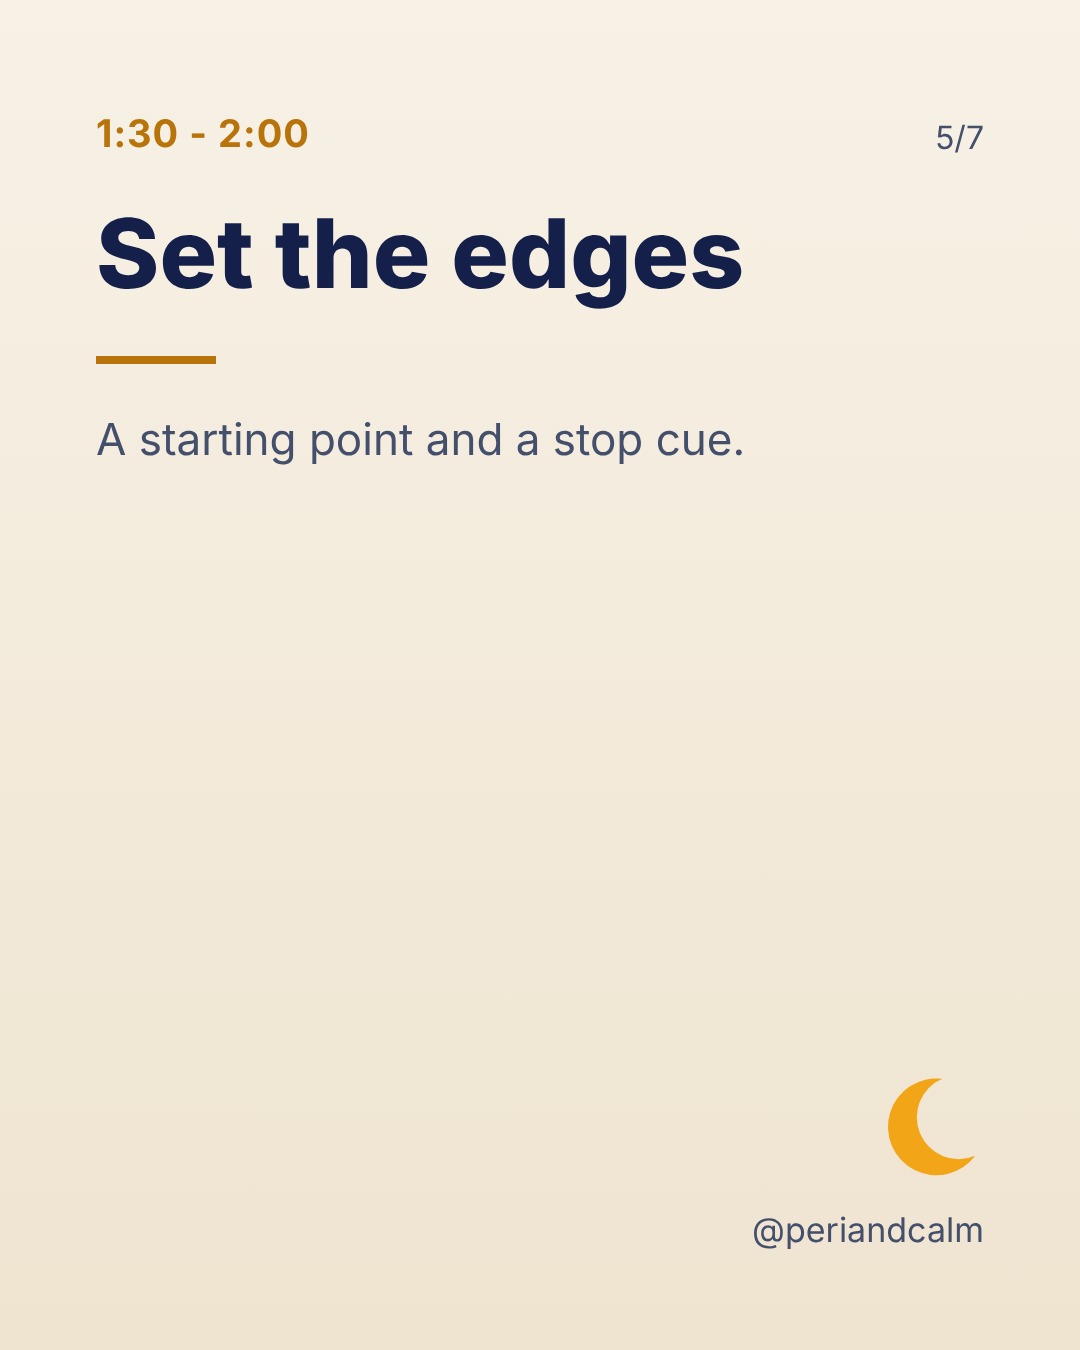 1:30 - 2:00
5/7
Set the edges
A starting point and a stop cue.
@periandcalm